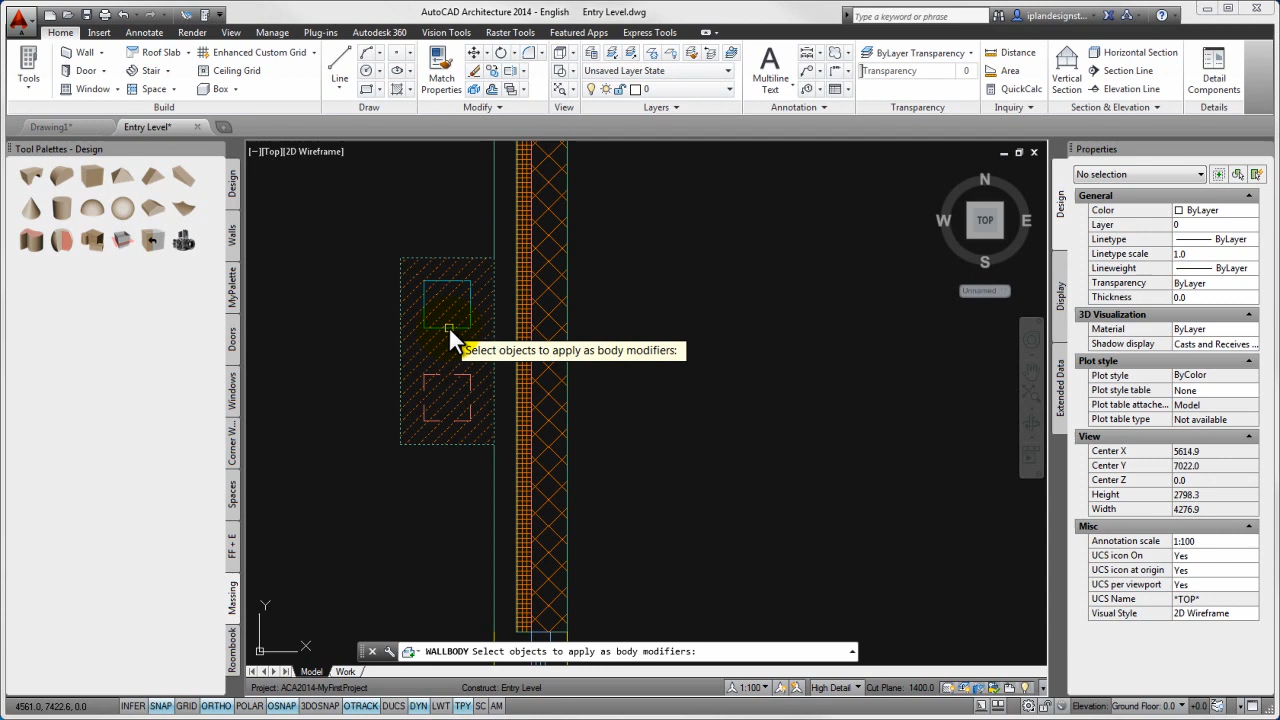 AutoCAD Architecture 2014 - English Entry Level.dwg
Type a keyword or phrase
iplandesignst...
Home Insert Annotate Render View Manage Plug-ins Autodesk 360 Vision Tools Raster Tools Featured Apps Express Tools
Tools
Wall Roof Slab Enhanced Custom Grid
Door Stair Ceiling Grid
Window Space Box
Line
Match Properties
Unsaved Layer State
0
Multiline Text
ByLayer Transparency
Transparency 0
Distance
Area
QuickCalc
Vertical Section
Horizontal Section
Section Line
Elevation Line
Detail Components
Build Draw Modify View Layers Annotation Transparency Inquiry Section & Elevation Details
Drawing1* Entry Level*
Tool Palettes - Design
Design
Walls
Mypalette
Doors
Windows
Corner W...
Spaces
FF + E
Massing
Roombook
[−][Top][2D Wireframe]
N
W TOP E
S
Unnamed
Select objects to apply as body modifiers:
Y
X
WALLBODY Select objects to apply as body modifiers:
Properties
Design
Display
Extended Data
No selection
General
Color ByLayer
Layer 0
Linetype ByLayer
Linetype scale 1.0
Lineweight ByLayer
Transparency ByLayer
Thickness 0.0
3D Visualization
Material ByLayer
Shadow display Casts and Receives ...
Plot style
Plot style ByColor
Plot style table None
Plot table attache... Model
Plot table type Not available
View
Center X 5614.9
Center Y 7022.0
Center Z 0.0
Height 2798.3
Width 4276.9
Misc
Annotation scale 1:100
UCS icon On Yes
UCS icon at origin Yes
UCS per viewport Yes
UCS Name *TOP*
Visual Style 2D Wireframe
Model Work
Project: ACA2014-MyFirstProject Construct: Entry Level 1:100 High Detail Cut Plane: 1400.0
4561.0, 7422.6, 0.0 INFER SNAP GRID ORTHO POLAR OSNAP 3DOSNAP OTRACK DUCS DYN LWT TPY SC AM Elevation: Ground Floor: 0.0 +0.0